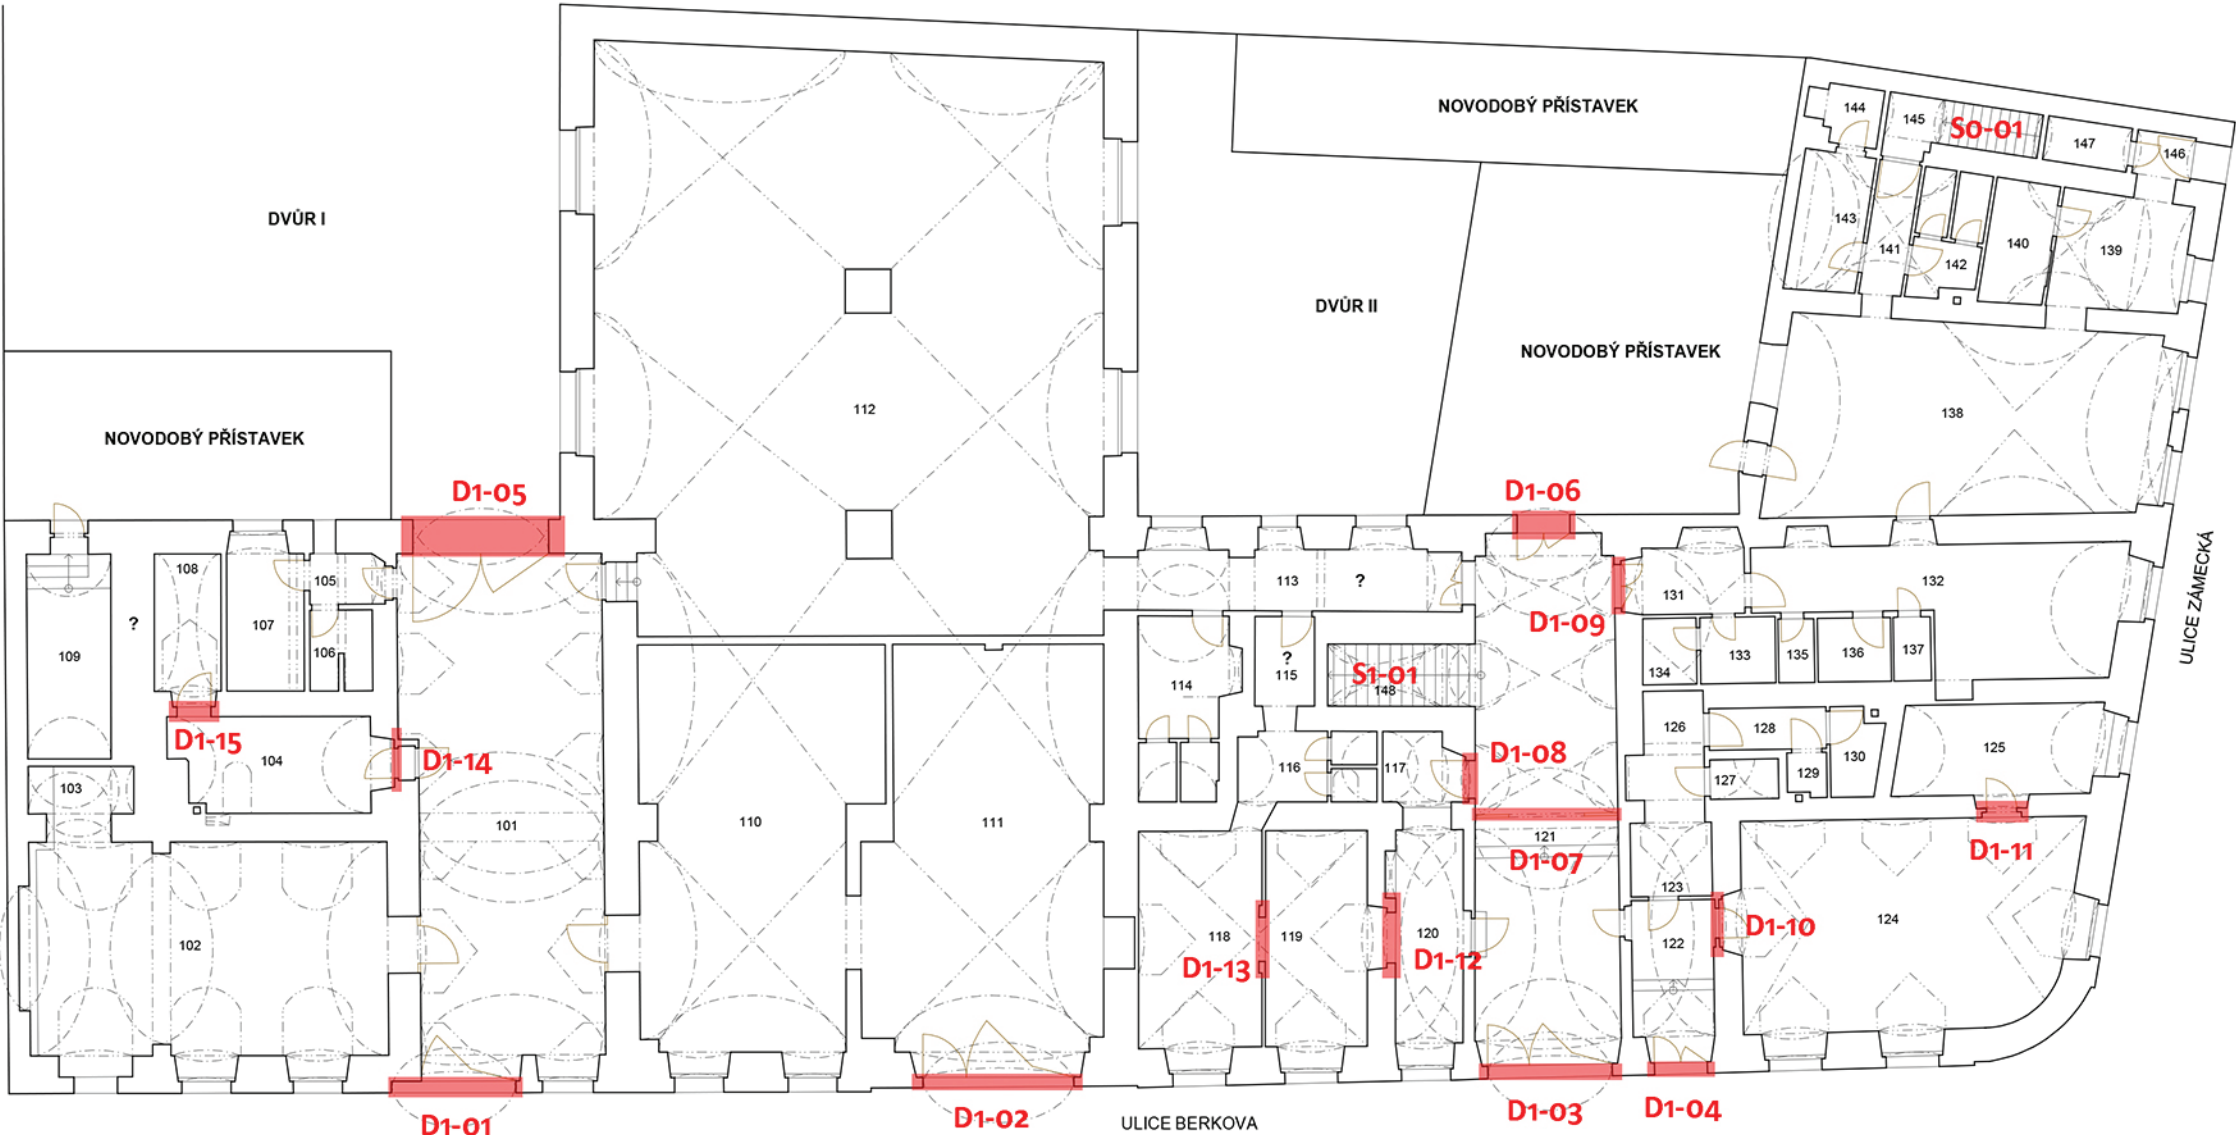 NOVODOBÝ PŘÍSTAVEK
144
145
S0-01
147
146
DVŮR I
143
141
142
140
139
DVŮR II
NOVODOBÝ PŘÍSTAVEK
112
138
NOVODOBÝ PŘÍSTAVEK
D1-05
D1-06
ULICE ZÁMECKÁ
108
105
107
106
?
109
113
?
D1-09
131
132
?
115
114
S1-01
148
134
133
135
136
137
D1-15
104
D1-14
103
101
110
111
116
117
D1-08
126
128
127
129
130
125
121
D1-07
D1-11
123
102
118
119
D1-13
120
D1-12
122
D1-10
124
D1-01
D1-02
ULICE BERKOVA
D1-03
D1-04